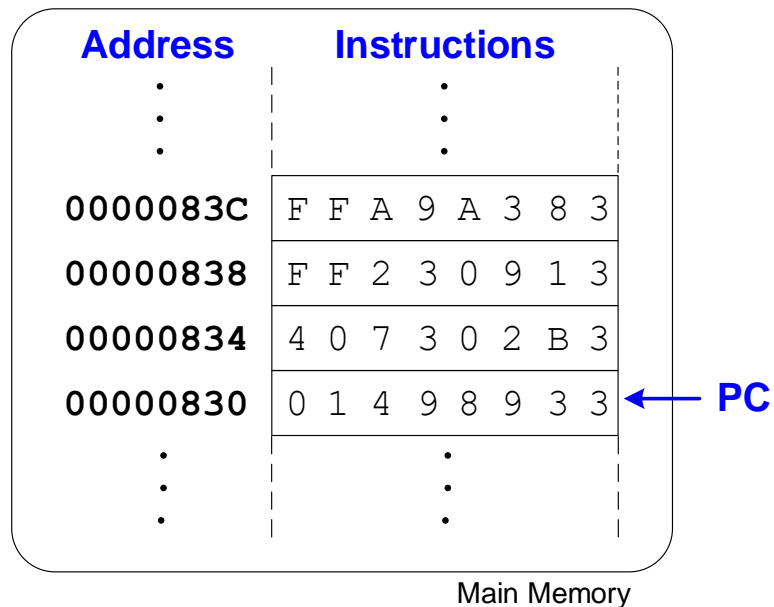 Address Instructions
0000083C F F A 9 A 3 8 3
00000838 F F 2 3 0 9 1 3
00000834 4 0 7 3 0 2 B 3
00000830 0 1 4 9 8 9 3 3 PC
Main Memory